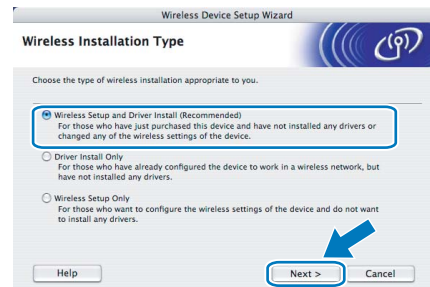 Wireless Device Setup Wizard
Wireless Installation Type
Choose the type of wireless installation appropriate to you.
Wireless Setup and Driver Install (Recommended)
For those who have just purchased this device and have not installed any drivers or
changed any of the wireless settings of the device.
Driver Install Only
For those who have already configured the device to work in a wireless network, but
have not installed any drivers.
Wireless Setup Only
For those who want to configure the wireless settings of the device and do not want
to install any drivers.
Help
Next >
Cancel